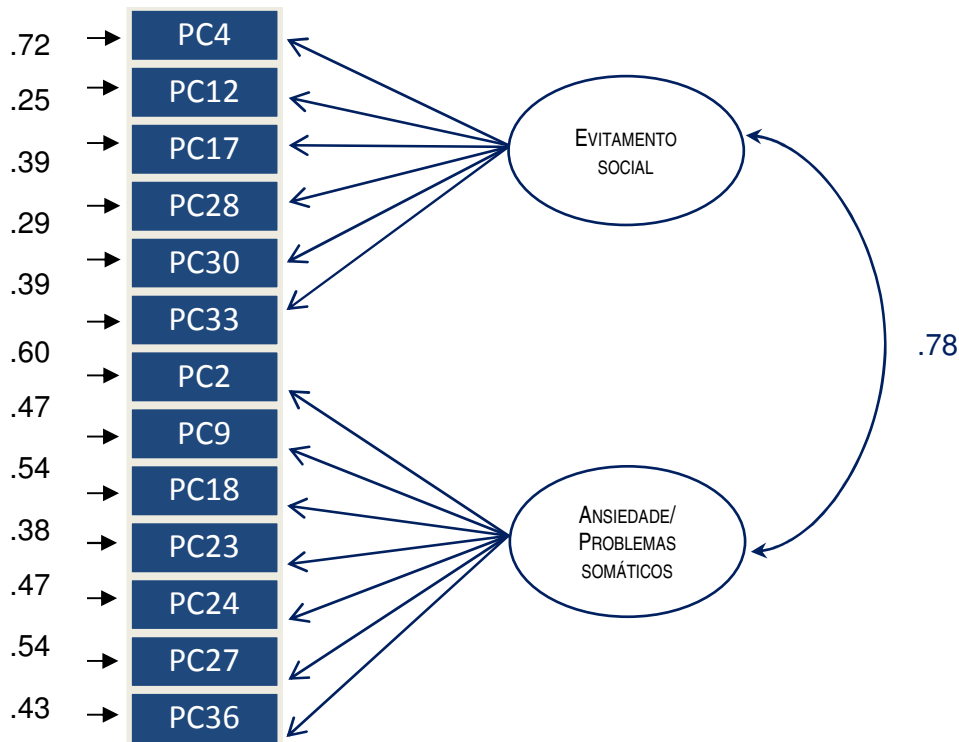 .72
PC4
.25
PC12
.39
PC17
.29
PC28
.39
PC30
.60
PC33
.47
PC2
.54
PC9
.38
PC18
.47
PC23
.54
PC24
.43
PC27
PC36
EVITAMENTO
SOCIAL
.78
ANSIEDADE/
PROBLEMAS
SOMÁTICOS